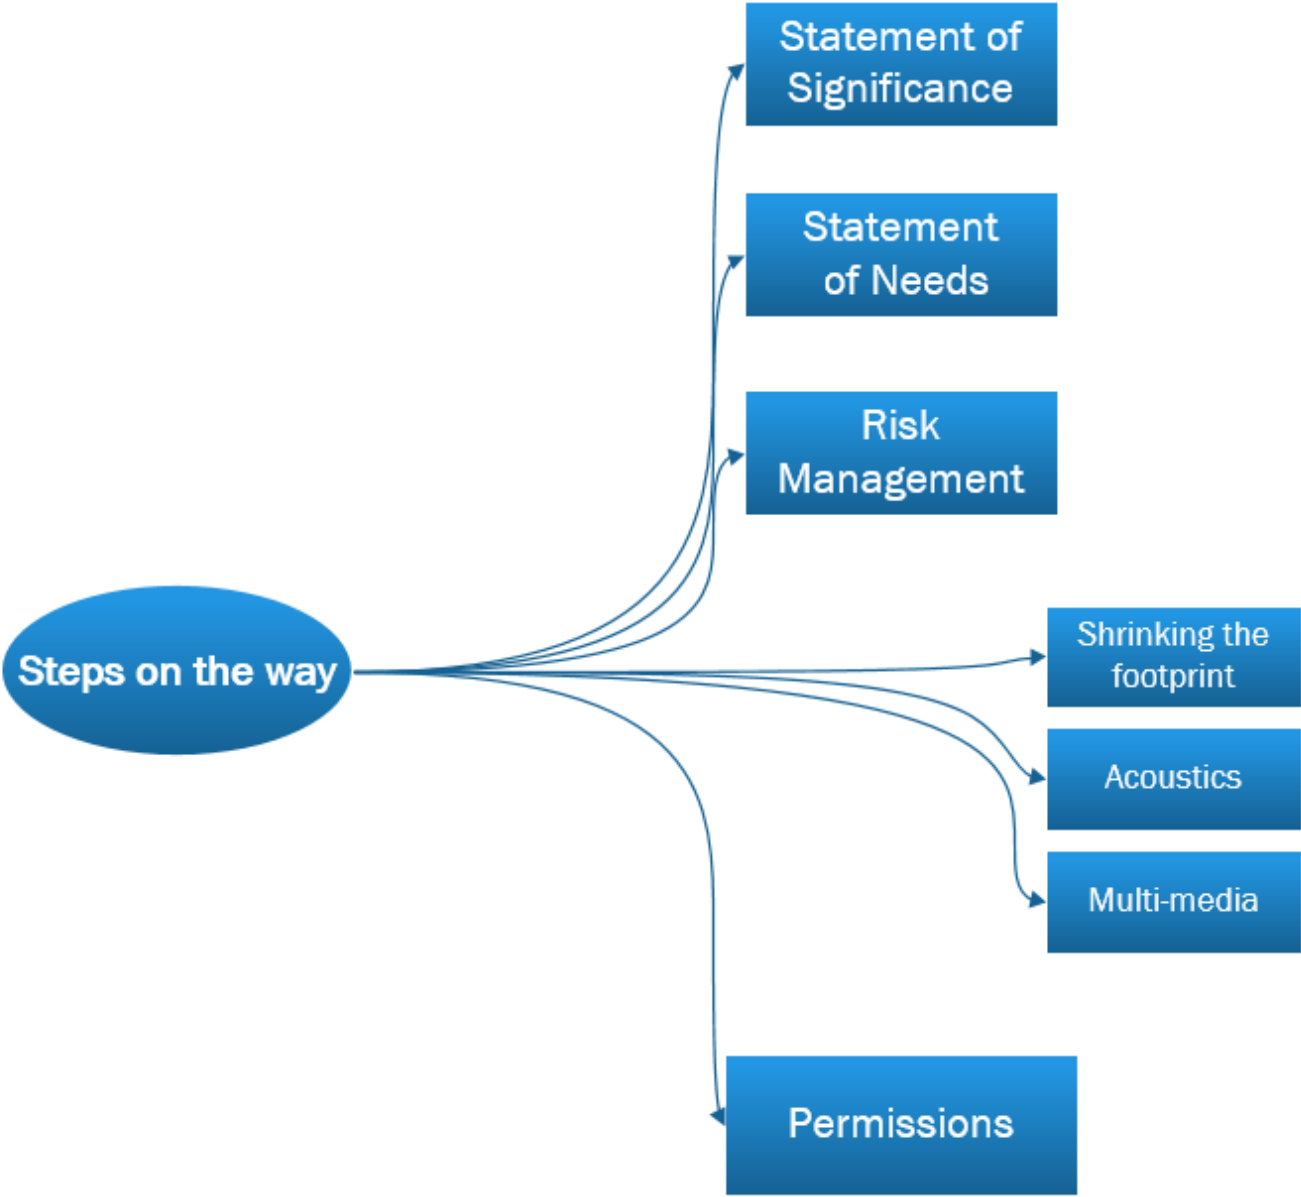 Statement of
Significance
Statement
of Needs
Risk
Management
Steps on the way
Shrinking the
footprint
Acoustics
Multi-media
Permissions